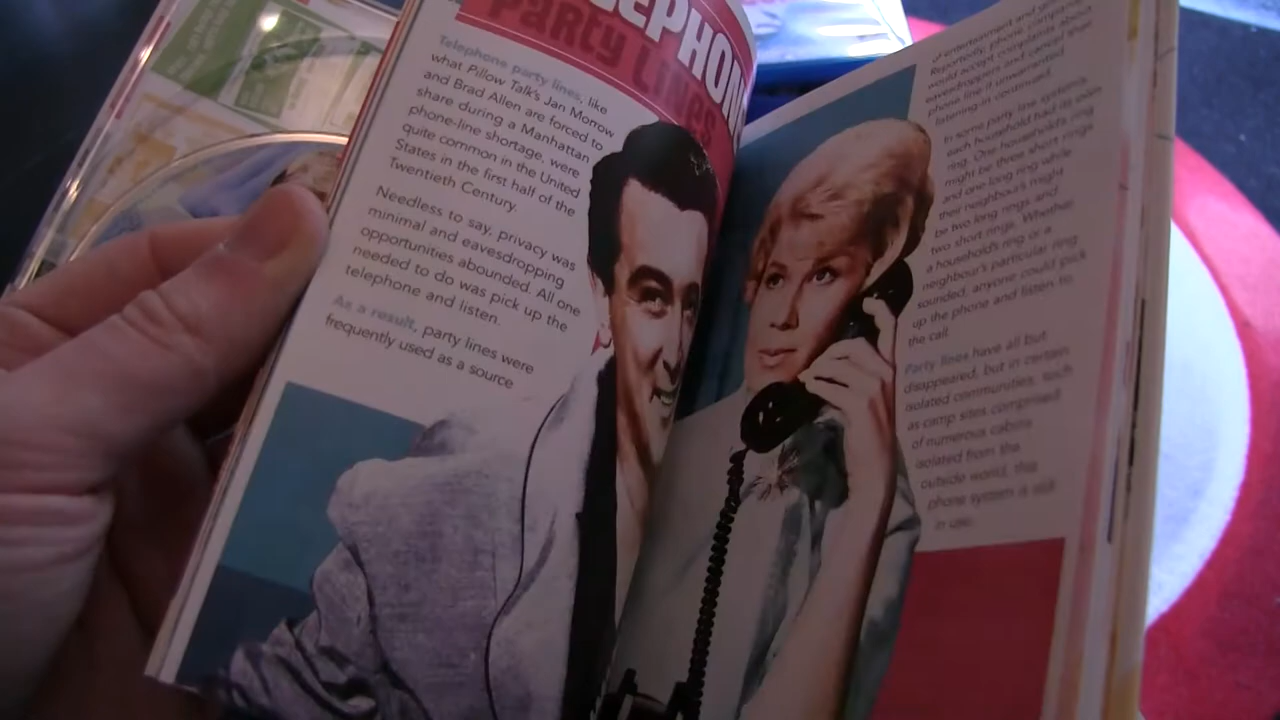 TELEPHONE
Party Lines
Telephone party lines, like
what Pillow Talk's Jan Morrow
and Brad Allen are forced to
share during a Manhattan
phone-line shortage, were
quite common in the United
States in the first half of the
Twentieth Century.
Needless to say, privacy was
minimal and eavesdropping
opportunities abounded. All one
needed to do was pick up the
telephone and listen.
As a result, party lines were
frequently used as a source
of entertainment and
Reportedly, phone companies
would accept complaints about
eavesdroppers and cancel their
phone line if unwanted
listening-in continued.
In some party line systems,
each household had its own
ring. One household's ring
might be three short rings
and one-long ring while
their neighbour's might
be two long rings and
two short rings. Whether
a household's ring or a
neighbour's particular ring
sounded, anyone could pick
up the phone and listen to
the call.
Party lines have all but
disappeared, but in certain
isolated communities, such
as camp sites comprised
of numerous cabins
isolated from the
outside world, this
phone system is still
in use.